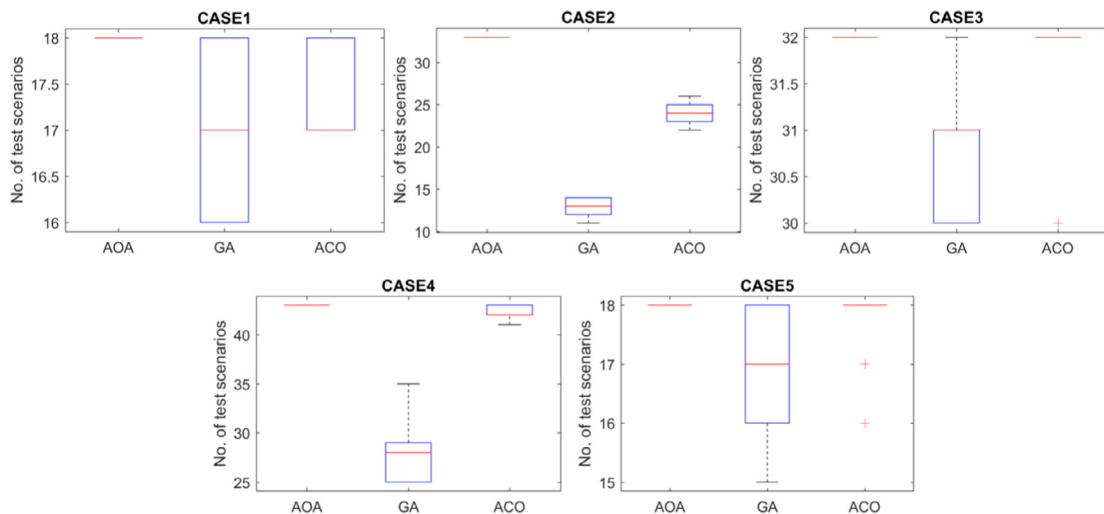 CASE1
No. of test scenarios
18
17.5
17
16.5
16
AOA GA ACO
CASE2
No. of test scenarios
30
25
20
15
10
AOA GA ACO
CASE3
No. of test scenarios
32
31.5
31
30.5
30
AOA GA ACO
CASE4
No. of test scenarios
40
35
30
25
AOA GA ACO
CASE5
No. of test scenarios
18
17
16
15
AOA GA ACO